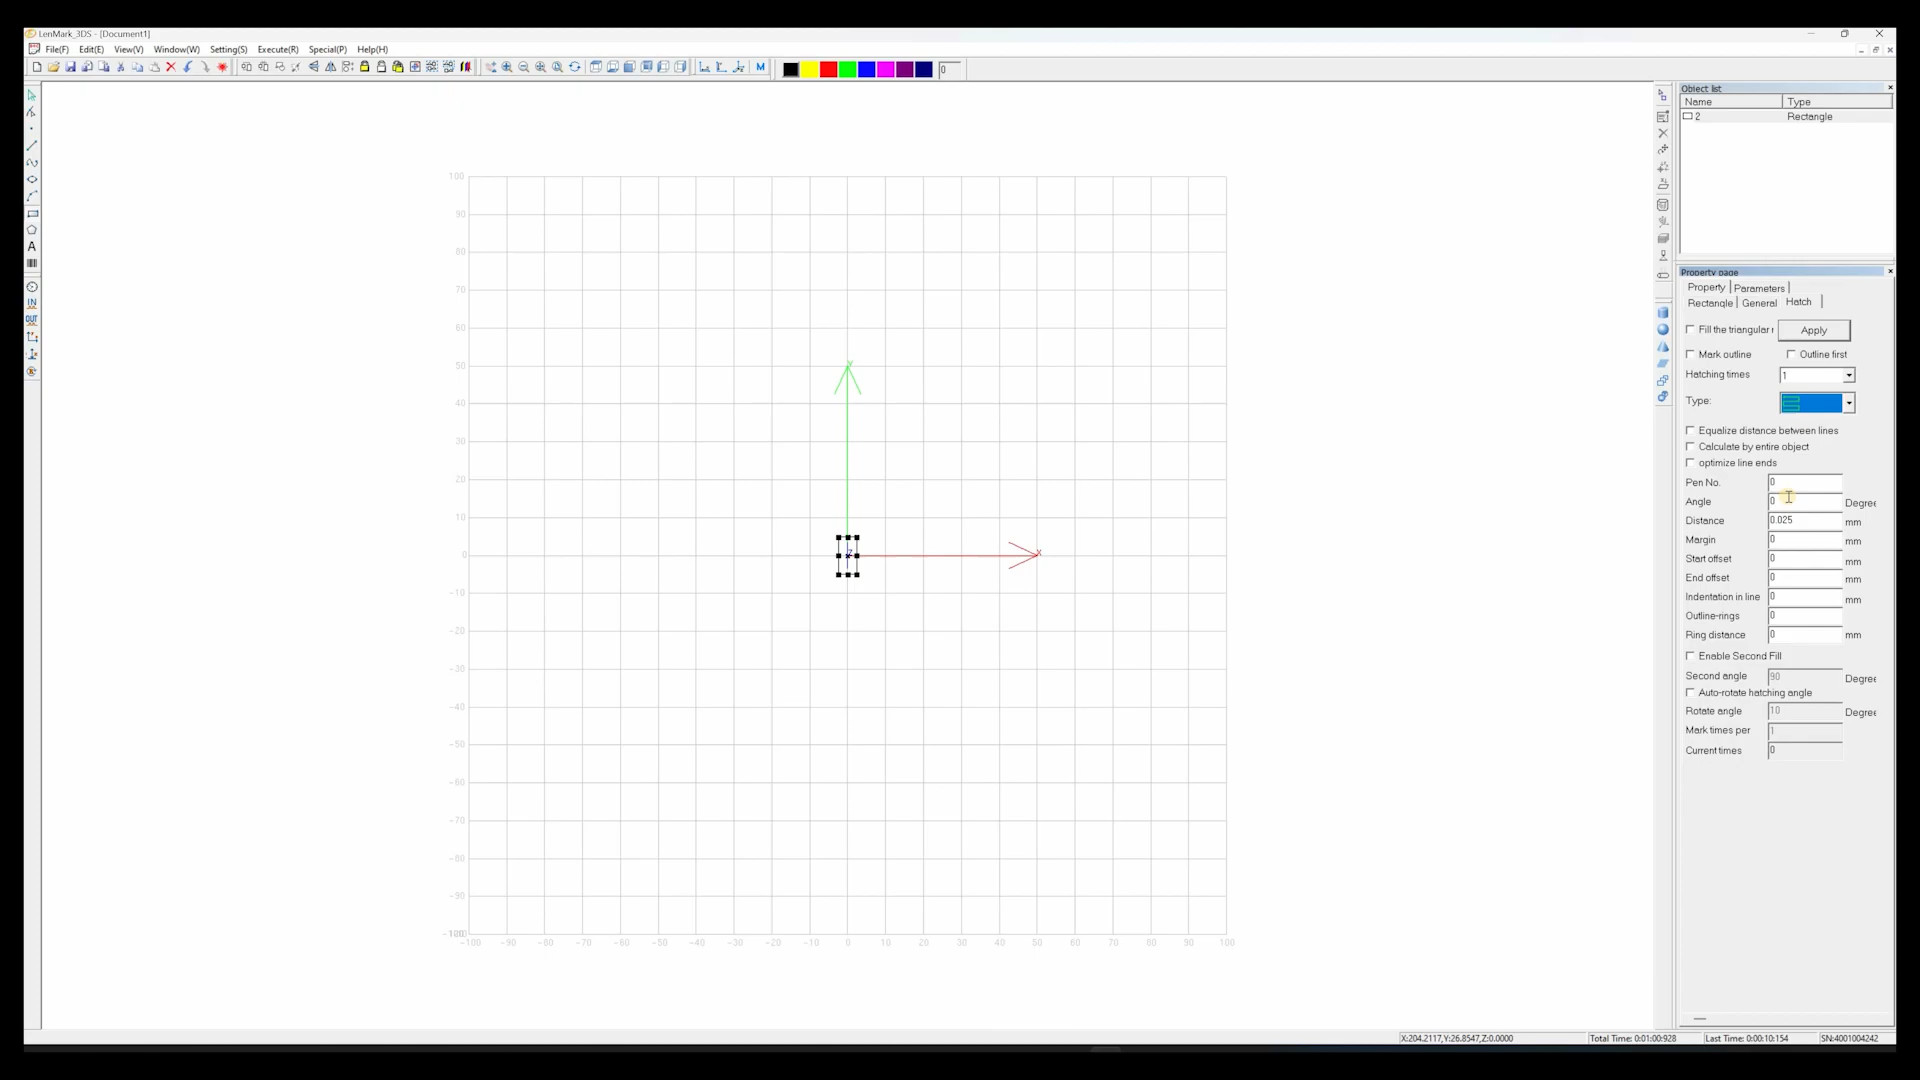 LenMark_3DS - [Document1]
File(F) Edit(E) View(V) Window(W) Setting(S) Execute(R) Special(P) Help(H)
M 0
Object list
Name Type
2 Rectangle
A
IN
OUT
Property page
Property Parameters
Rectangle General Hatch
Fill the triangular r Apply
Mark outline Outline first
Hatching times 1
Type:
Equalize distance between lines
Calculate by entire object
optimize line ends
Pen No. 0
Angle 0 Degree
Distance 0.025 mm
Margin 0 mm
Start offset 0 mm
End offset 0 mm
Indentation in line 0 mm
Outline-rings 0
Ring distance 0 mm
Enable Second Fill
Second angle 90 Degree
Auto-rotate hatching angle
Rotate angle 10 Degree
Mark times per 1
Current times 0
100
90
80
70
60
50 Y
40
30
20
10
0 Z X
-10
-20
-30
-40
-50
-60
-70
-80
-90
-100 -90 -80 -70 -60 -50 -40 -30 -20 -10 0 10 20 30 40 50 60 70 80 90 100
X:204.2117,Y:26.8547,Z:0.0000 Total Time: 0:01:00:928 Last Time: 0:00:10:154 SN:4001004242